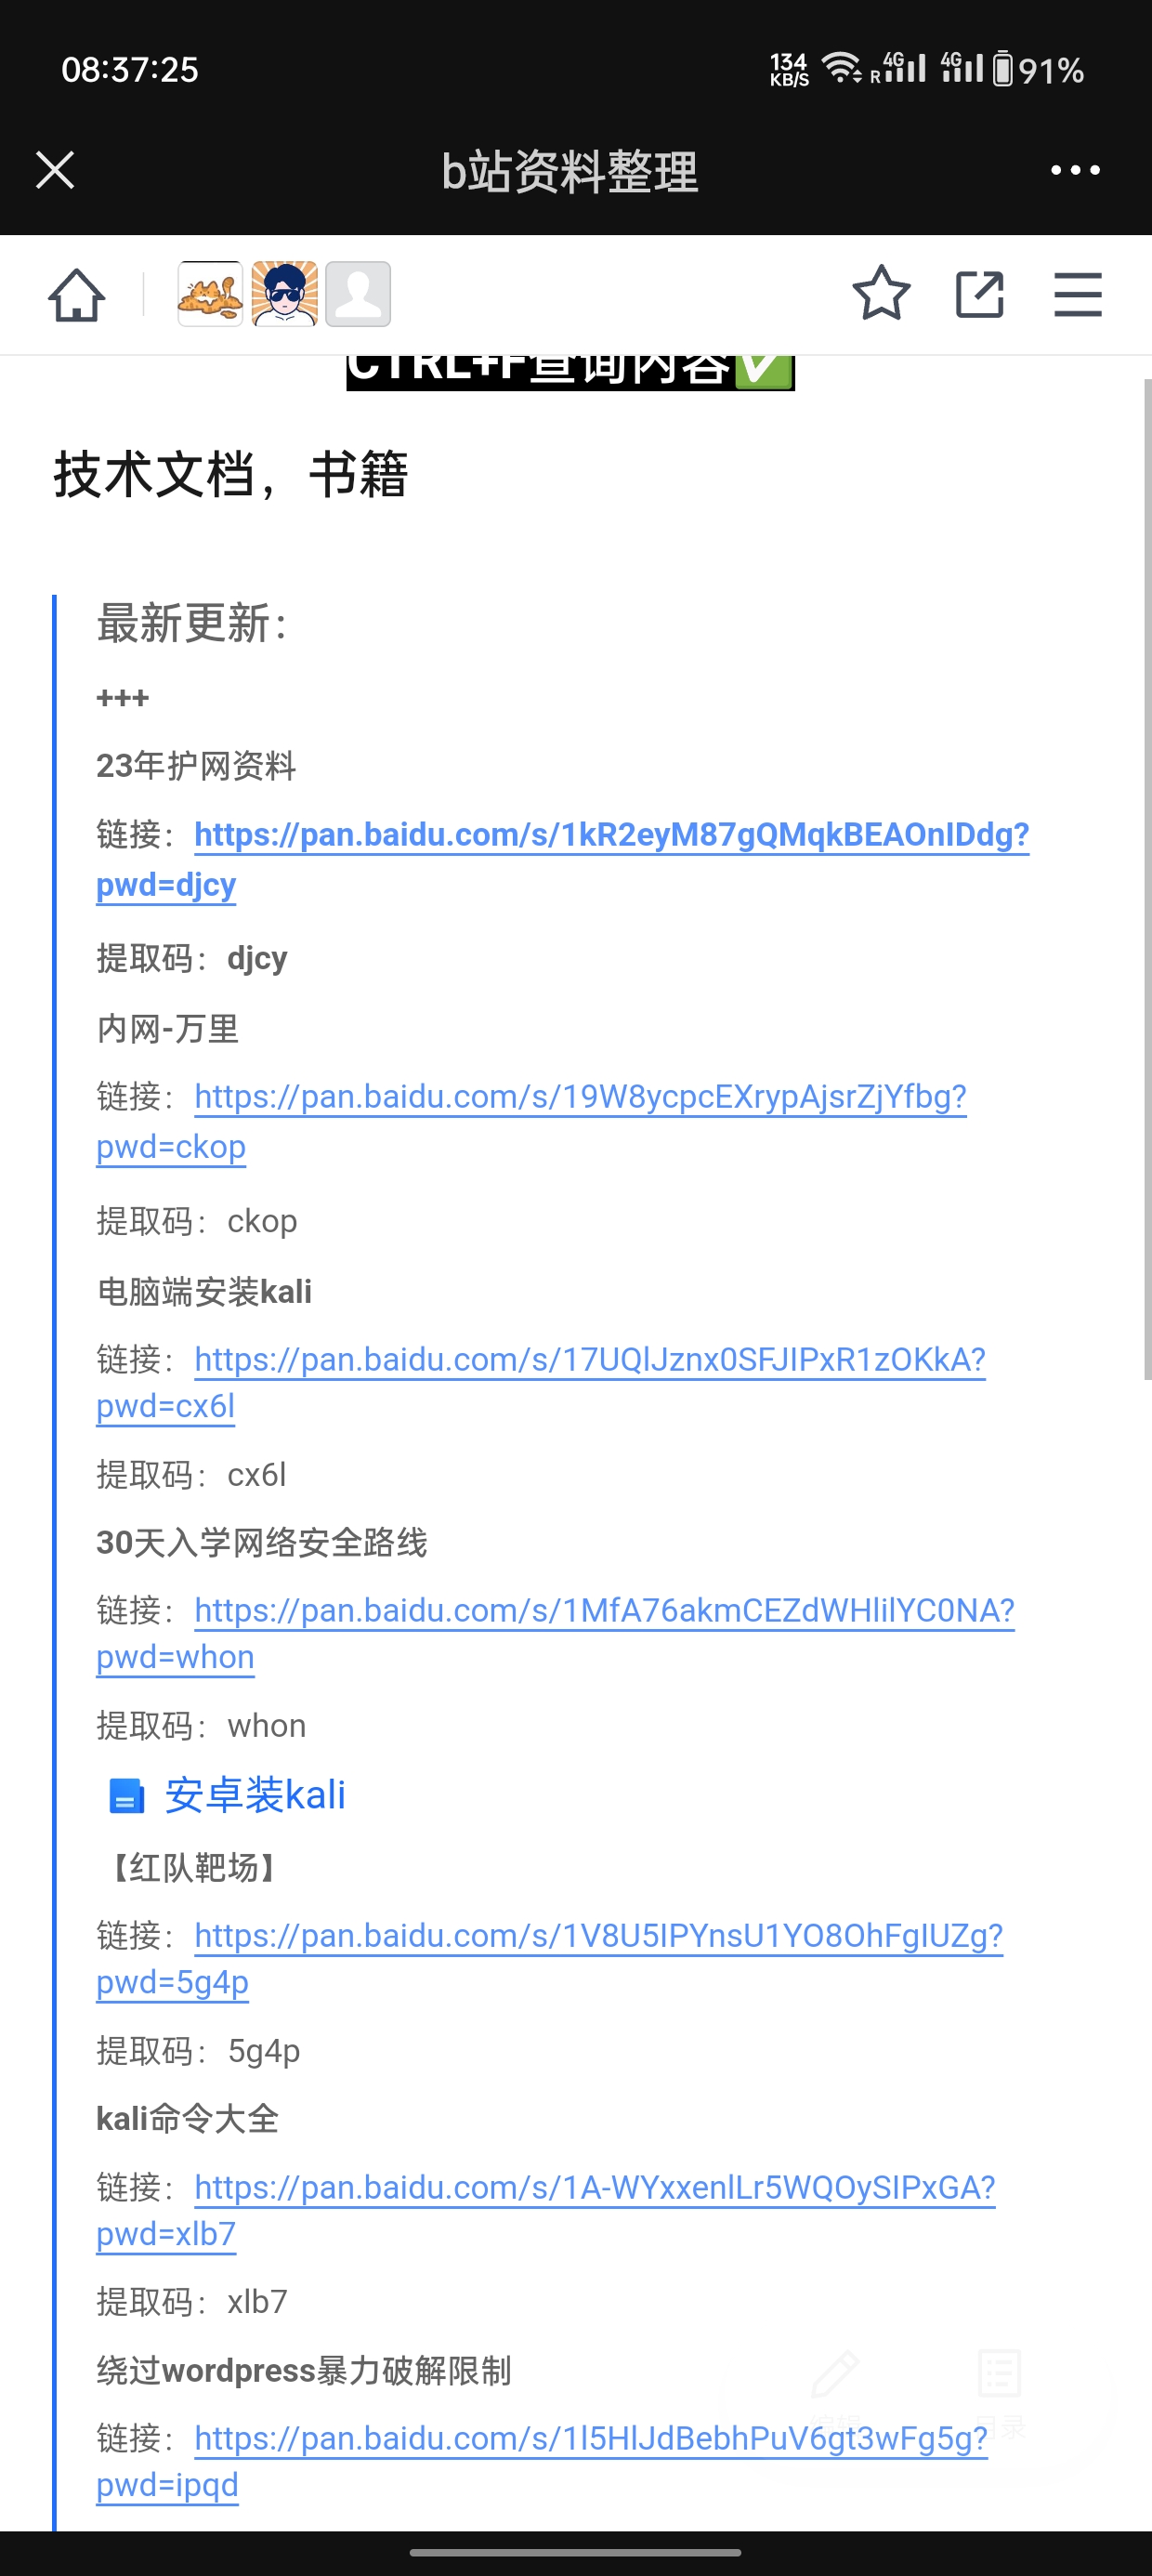 08:37:25
134 KB/S R 4G 4G 91%
b站资料整理
CTRL+F查询内容✅
技术文档，书籍
最新更新：
+++
23年护网资料
链接：https://pan.baidu.com/s/1kR2eyM87gQMqkBEAOnIDdg?
pwd=djcy
提取码：djcy
内网-万里
链接：https://pan.baidu.com/s/19W8ycpcEXrypAjsrZjYfbg?
pwd=ckop
提取码：ckop
电脑端安装kali
链接：https://pan.baidu.com/s/17UQlJznx0SFJIPxR1zOKkA?
pwd=cx6l
提取码：cx6l
30天入学网络安全路线
链接：https://pan.baidu.com/s/1MfA76akmCEZdWHlilYC0NA?
pwd=whon
提取码：whon
安卓装kali
【红队靶场】
链接：https://pan.baidu.com/s/1V8U5IPYnsU1YO8OhFgIUZg?
pwd=5g4p
提取码：5g4p
kali命令大全
链接：https://pan.baidu.com/s/1A-WYxxenlLr5WQOySIPxGA?
pwd=xlb7
提取码：xlb7
绕过wordpress暴力破解限制
链接：https://pan.baidu.com/s/1l5HlJdBebhPuV6gt3wFg5g?
pwd=ipqd